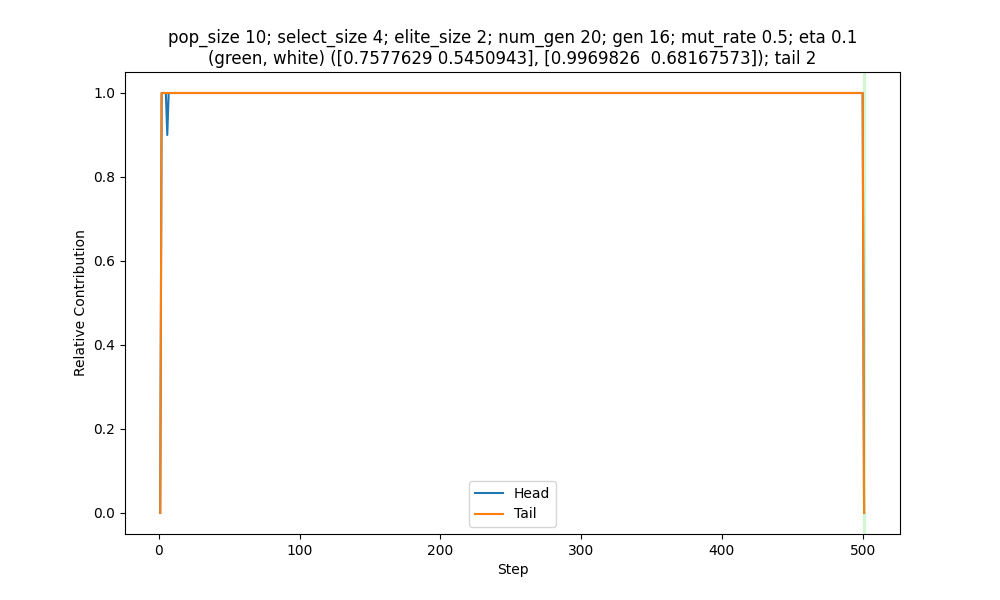 pop_size 10; select_size 4; elite_size 2; num_gen 20; gen 16; mut_rate 0.5; eta 0.1
(green, white) ([0.7577629 0.5450943], [0.9969826  0.68167573]); tail 2
1.0
0.8
0.6
0.4
0.2
0.0
Relative Contribution
Head
Tail
0 100 200 300 400 500
Step